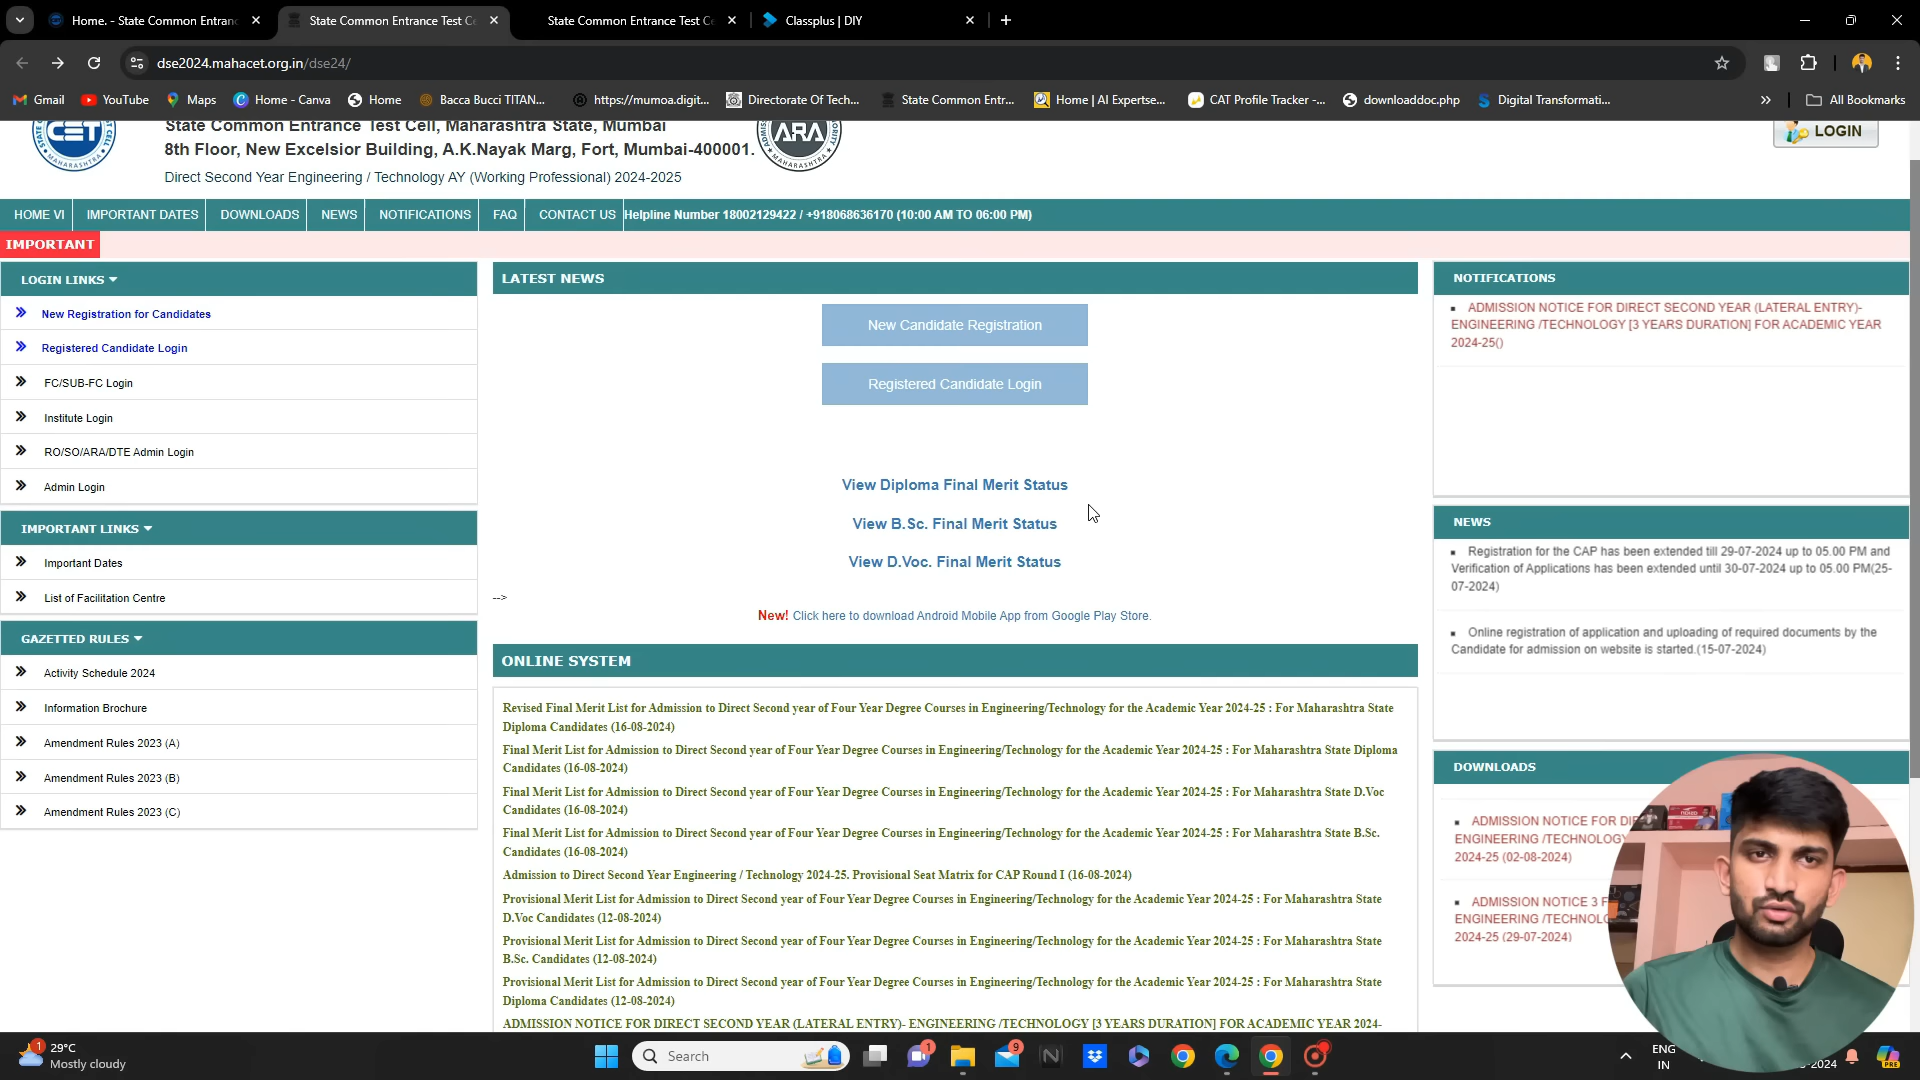 Home. - State Common Entranc
State Common Entrance Test Ce
State Common Entrance Test Ce
Classplus | DIY
dse2024.mahacet.org.in/dse24/
Gmail
YouTube
Maps
Home - Canva
Home
Bacca Bucci TITAN...
https://mumoa.digit...
Directorate Of Tech...
State Common Entr...
Home | AI Expertse...
CAT Profile Tracker -...
downloaddoc.php
Digital Transformati...
All Bookmarks
State Common Entrance Test Cell, Maharashtra State, Mumbai
8th Floor, New Excelsior Building, A.K.Nayak Marg, Fort, Mumbai-400001.
Direct Second Year Engineering / Technology AY (Working Professional) 2024-2025
CET
ARA
LOGIN
HOME VI
IMPORTANT DATES
DOWNLOADS
NEWS
NOTIFICATIONS
FAQ
CONTACT US
Helpline Number 18002129422 / +918068636170 (10:00 AM TO 06:00 PM)
IMPORTANT
LOGIN LINKS
New Registration for Candidates
Registered Candidate Login
FC/SUB-FC Login
Institute Login
RO/SO/ARA/DTE Admin Login
Admin Login
IMPORTANT LINKS
Important Dates
List of Facilitation Centre
GAZETTED RULES
Activity Schedule 2024
Information Brochure
Amendment Rules 2023 (A)
Amendment Rules 2023 (B)
Amendment Rules 2023 (C)
LATEST NEWS
New Candidate Registration
Registered Candidate Login
View Diploma Final Merit Status
View B.Sc. Final Merit Status
View D.Voc. Final Merit Status
-->
New! Click here to download Android Mobile App from Google Play Store.
ONLINE SYSTEM
Revised Final Merit List for Admission to Direct Second year of Four Year Degree Courses in Engineering/Technology for the Academic Year 2024-25 : For Maharashtra State
Diploma Candidates (16-08-2024)
Final Merit List for Admission to Direct Second year of Four Year Degree Courses in Engineering/Technology for the Academic Year 2024-25 : For Maharashtra State Diploma
Candidates (16-08-2024)
Final Merit List for Admission to Direct Second year of Four Year Degree Courses in Engineering/Technology for the Academic Year 2024-25 : For Maharashtra State D.Voc
Candidates (16-08-2024)
Final Merit List for Admission to Direct Second year of Four Year Degree Courses in Engineering/Technology for the Academic Year 2024-25 : For Maharashtra State B.Sc.
Candidates (16-08-2024)
Admission to Direct Second Year Engineering / Technology 2024-25. Provisional Seat Matrix for CAP Round I (16-08-2024)
Provisional Merit List for Admission to Direct Second year of Four Year Degree Courses in Engineering/Technology for the Academic Year 2024-25 : For Maharashtra State
D.Voc Candidates (12-08-2024)
Provisional Merit List for Admission to Direct Second year of Four Year Degree Courses in Engineering/Technology for the Academic Year 2024-25 : For Maharashtra State
B.Sc. Candidates (12-08-2024)
Provisional Merit List for Admission to Direct Second year of Four Year Degree Courses in Engineering/Technology for the Academic Year 2024-25 : For Maharashtra State
Diploma Candidates (12-08-2024)
ADMISSION NOTICE FOR DIRECT SECOND YEAR (LATERAL ENTRY)- ENGINEERING /TECHNOLOGY [3 YEARS DURATION] FOR ACADEMIC YEAR 2024-
NOTIFICATIONS
ADMISSION NOTICE FOR DIRECT SECOND YEAR (LATERAL ENTRY)-
ENGINEERING /TECHNOLOGY [3 YEARS DURATION] FOR ACADEMIC YEAR
2024-25()
NEWS
Registration for the CAP has been extended till 29-07-2024 up to 05.00 PM and
Verification of Applications has been extended until 30-07-2024 up to 05.00 PM(25-
07-2024)
Online registration of application and uploading of required documents by the
Candidate for admission on website is started.(15-07-2024)
DOWNLOADS
ADMISSION NOTICE FOR DIR
ENGINEERING /TECHNOLOGY
2024-25 (02-08-2024)
ADMISSION NOTICE 3 F
ENGINEERING /TECHNOLO
2024-25 (29-07-2024)
29°C
Mostly cloudy
1
Search
1
9
ENG
IN
-2024
PRE